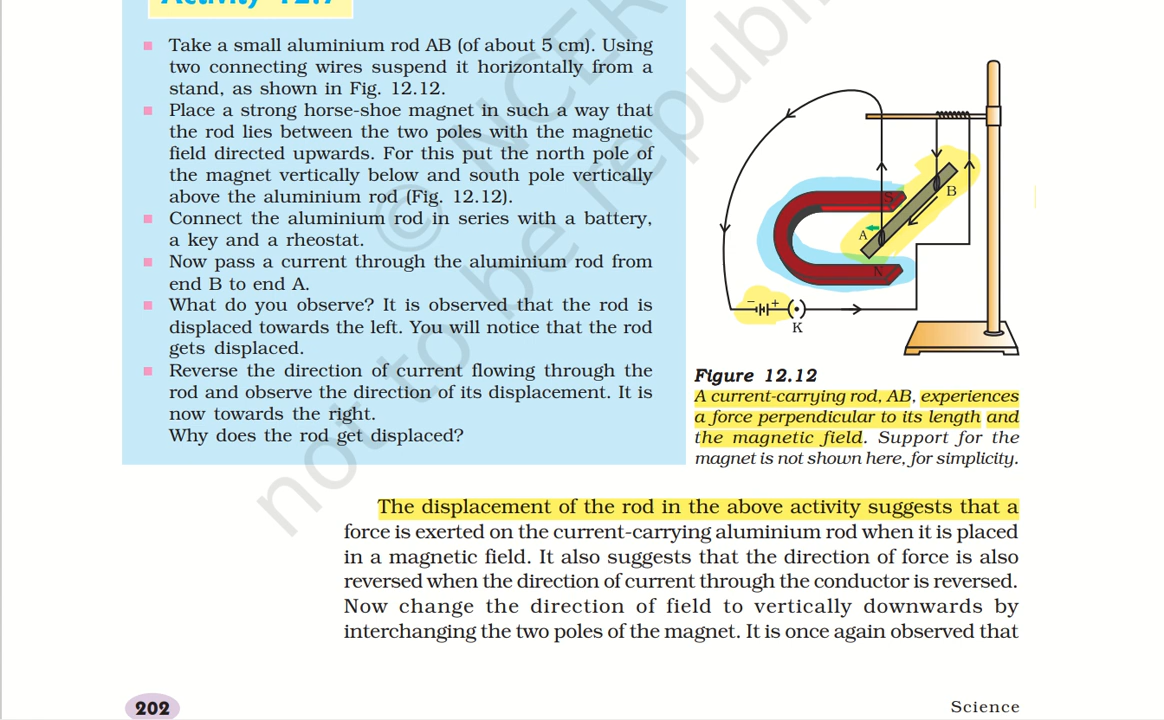 Activity 12.7
■ Take a small aluminium rod AB (of about 5 cm). Using
two connecting wires suspend it horizontally from a
stand, as shown in Fig. 12.12.
■ Place a strong horse-shoe magnet in such a way that
the rod lies between the two poles with the magnetic
field directed upwards. For this put the north pole of
the magnet vertically below and south pole vertically
above the aluminium rod (Fig. 12.12).
■ Connect the aluminium rod in series with a battery,
a key and a rheostat.
■ Now pass a current through the aluminium rod from
end B to end A.
■ What do you observe? It is observed that the rod is
displaced towards the left. You will notice that the rod
gets displaced.
■ Reverse the direction of current flowing through the
rod and observe the direction of its displacement. It is
now towards the right.
Why does the rod get displaced?
S
B
A
N
− +
K
Figure 12.12
A current-carrying rod, AB, experiences
a force perpendicular to its length and
the magnetic field. Support for the
magnet is not shown here, for simplicity.
The displacement of the rod in the above activity suggests that a
force is exerted on the current-carrying aluminium rod when it is placed
in a magnetic field. It also suggests that the direction of force is also
reversed when the direction of current through the conductor is reversed.
Now change the direction of field to vertically downwards by
interchanging the two poles of the magnet. It is once again observed that
202
Science
© NCER
not to be republi